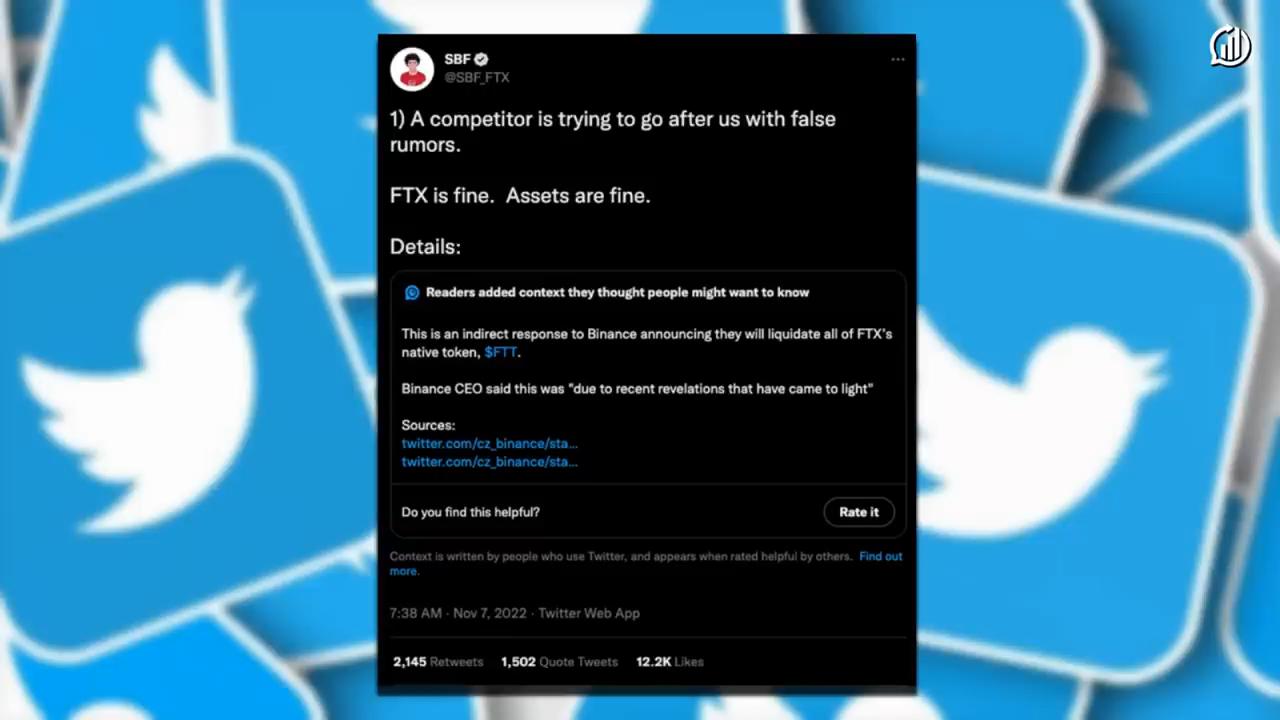 SBF
@SBF_FTX
1) A competitor is trying to go after us with false
rumors.
FTX is fine.  Assets are fine.
Details:
Readers added context they thought people might want to know
This is an indirect response to Binance announcing they will liquidate all of FTX's
native token, $FTT.
Binance CEO said this was "due to recent revelations that have came to light"
Sources:
twitter.com/cz_binance/sta...
twitter.com/cz_binance/sta...
Do you find this helpful?
Rate it
Context is written by people who use Twitter, and appears when rated helpful by others. Find out
more.
7:38 AM · Nov 7, 2022 · Twitter Web App
2,145 Retweets 1,502 Quote Tweets 12.2K Likes